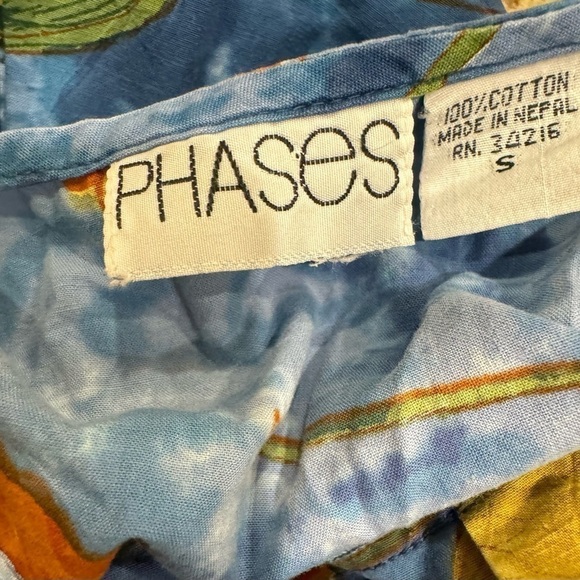 PHASes
100% COTTON
MADE IN NEPAL
RN. 34216
S